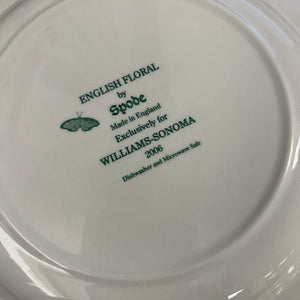 ENGLISH FLORAL
by
Spode
Made in England
Exclusively for
WILLIAMS-SONOMA
2006
Dishwasher and Microwave Safe